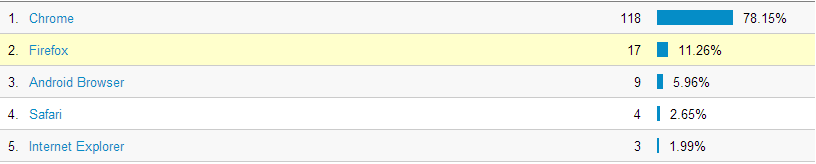 1. Chrome 118 78.15%
2. Firefox 17 11.26%
3. Android Browser 9 5.96%
4. Safari 4 2.65%
5. Internet Explorer 3 1.99%